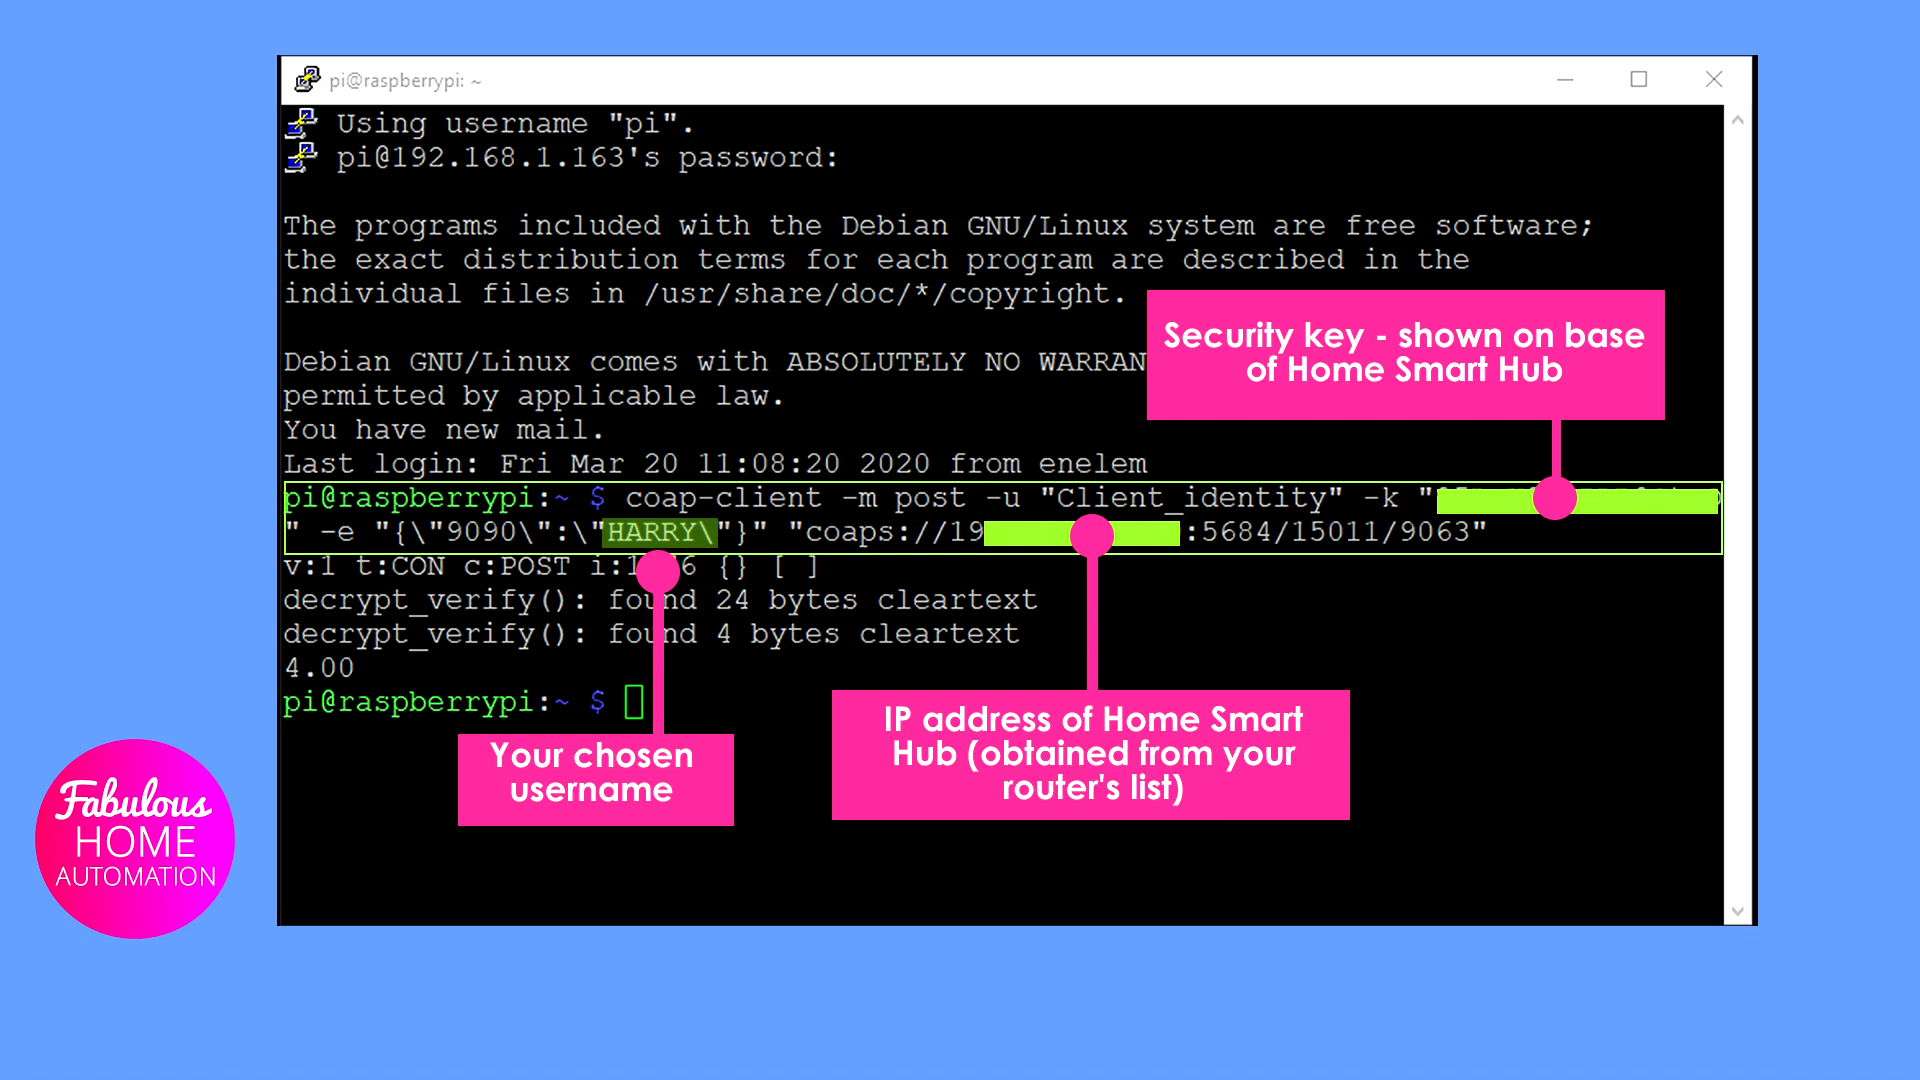 pi@raspberrypi: ~
Using username "pi".
pi@192.168.1.163's password:
The programs included with the Debian GNU/Linux system are free software;
the exact distribution terms for each program are described in the
individual files in /usr/share/doc/*/copyright.
Debian GNU/Linux comes with ABSOLUTELY NO WARRAN
permitted by applicable law.
You have new mail.
Last login: Fri Mar 20 11:08:20 2020 from enelem
pi@raspberrypi:~ $ coap-client -m post -u "Client_identity" -k "
" -e "{\"9090\":\"HARRY\"}" "coaps://19 :5684/15011/9063"
v:1 t:CON c:POST i:1 6 {} [ ]
decrypt_verify(): found 24 bytes cleartext
decrypt_verify(): found 4 bytes cleartext
4.00
pi@raspberrypi:~ $
Security key - shown on base
of Home Smart Hub
Your chosen
username
IP address of Home Smart
Hub (obtained from your
router's list)
Fabulous
HOME
AUTOMATION